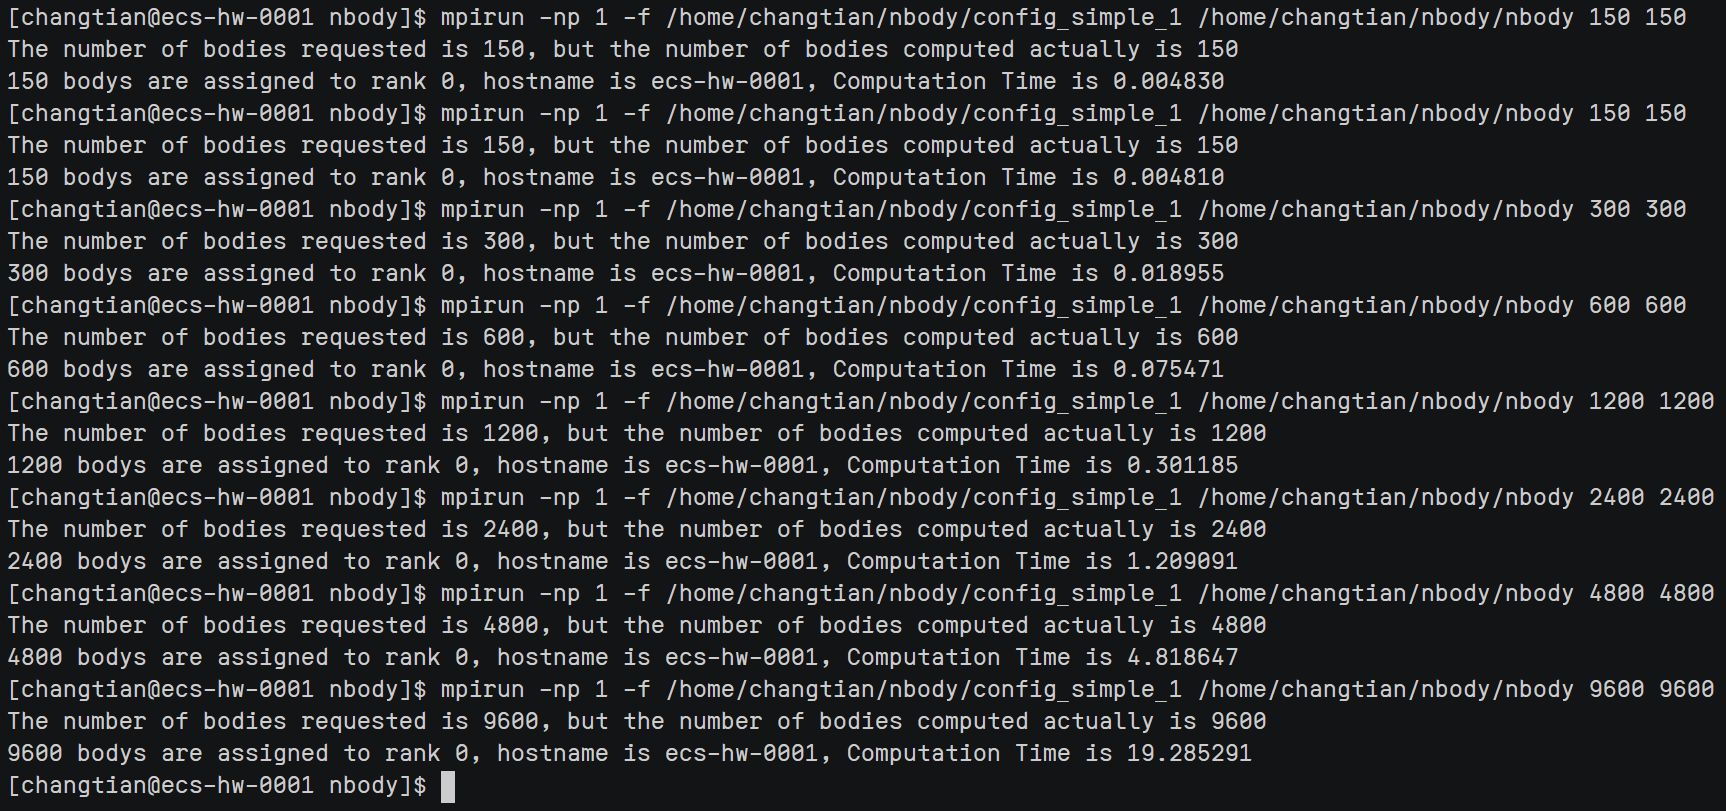 [changtian@ecs-hw-0001 nbody]$ mpirun -np 1 -f /home/changtian/nbody/config_simple_1 /home/changtian/nbody/nbody 150 150
The number of bodies requested is 150, but the number of bodies computed actually is 150
150 bodys are assigned to rank 0, hostname is ecs-hw-0001, Computation Time is 0.004830
[changtian@ecs-hw-0001 nbody]$ mpirun -np 1 -f /home/changtian/nbody/config_simple_1 /home/changtian/nbody/nbody 150 150
The number of bodies requested is 150, but the number of bodies computed actually is 150
150 bodys are assigned to rank 0, hostname is ecs-hw-0001, Computation Time is 0.004810
[changtian@ecs-hw-0001 nbody]$ mpirun -np 1 -f /home/changtian/nbody/config_simple_1 /home/changtian/nbody/nbody 300 300
The number of bodies requested is 300, but the number of bodies computed actually is 300
300 bodys are assigned to rank 0, hostname is ecs-hw-0001, Computation Time is 0.018955
[changtian@ecs-hw-0001 nbody]$ mpirun -np 1 -f /home/changtian/nbody/config_simple_1 /home/changtian/nbody/nbody 600 600
The number of bodies requested is 600, but the number of bodies computed actually is 600
600 bodys are assigned to rank 0, hostname is ecs-hw-0001, Computation Time is 0.075471
[changtian@ecs-hw-0001 nbody]$ mpirun -np 1 -f /home/changtian/nbody/config_simple_1 /home/changtian/nbody/nbody 1200 1200
The number of bodies requested is 1200, but the number of bodies computed actually is 1200
1200 bodys are assigned to rank 0, hostname is ecs-hw-0001, Computation Time is 0.301185
[changtian@ecs-hw-0001 nbody]$ mpirun -np 1 -f /home/changtian/nbody/config_simple_1 /home/changtian/nbody/nbody 2400 2400
The number of bodies requested is 2400, but the number of bodies computed actually is 2400
2400 bodys are assigned to rank 0, hostname is ecs-hw-0001, Computation Time is 1.209091
[changtian@ecs-hw-0001 nbody]$ mpirun -np 1 -f /home/changtian/nbody/config_simple_1 /home/changtian/nbody/nbody 4800 4800
The number of bodies requested is 4800, but the number of bodies computed actually is 4800
4800 bodys are assigned to rank 0, hostname is ecs-hw-0001, Computation Time is 4.818647
[changtian@ecs-hw-0001 nbody]$ mpirun -np 1 -f /home/changtian/nbody/config_simple_1 /home/changtian/nbody/nbody 9600 9600
The number of bodies requested is 9600, but the number of bodies computed actually is 9600
9600 bodys are assigned to rank 0, hostname is ecs-hw-0001, Computation Time is 19.285291
[changtian@ecs-hw-0001 nbody]$